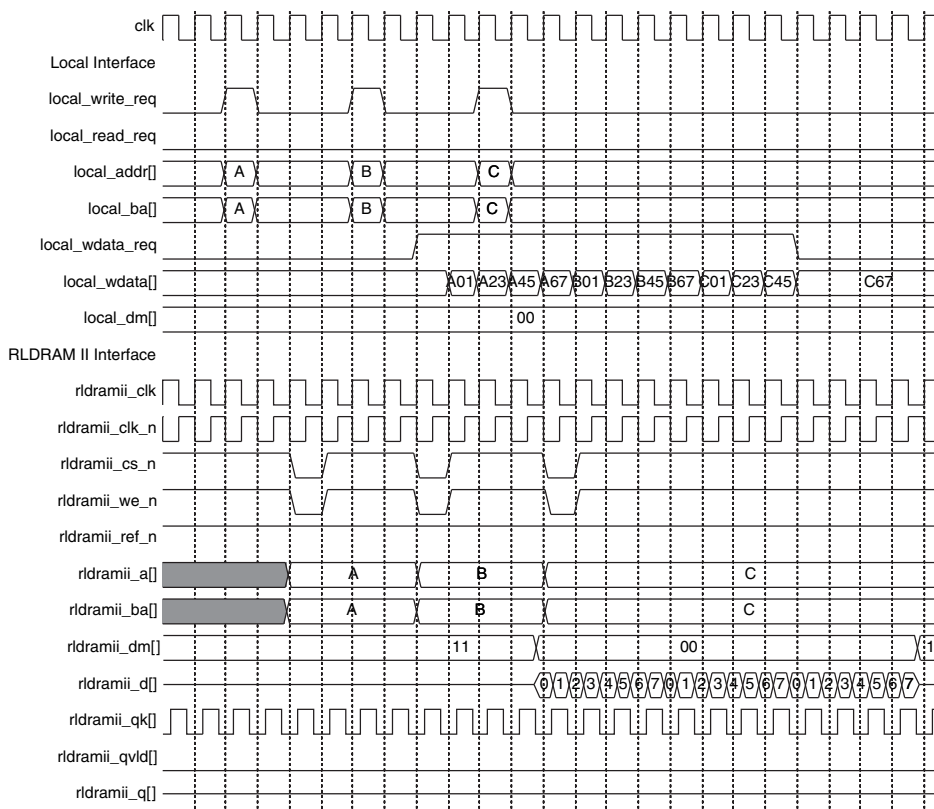 clk
Local Interface
local_write_req
local_read_req
local_addr[] A B C
local_ba[] A B C
local_wdata_req
local_wdata[] A01 A23 A45 A67 B01 B23 B45 B67 C01 C23 C45 C67
local_dm[] 00
RLDRAM II Interface
rldramii_clk
rldramii_clk_n
rldramii_cs_n
rldramii_we_n
rldramii_ref_n
rldramii_a[] A B C
rldramii_ba[] A B C
rldramii_dm[] 11 00 1
rldramii_d[] 0 1 2 3 4 5 6 7 0 1 2 3 4 5 6 7 0 1 2 3 4 5 6 7
rldramii_qk[]
rldramii_qvld[]
rldramii_q[]